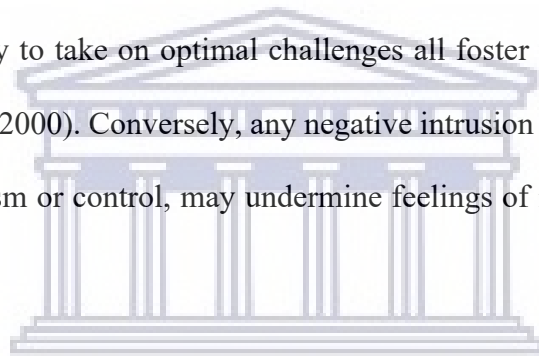 y to take on optimal challenges all foster
2000). Conversely, any negative intrusion
sm or control, may undermine feelings of